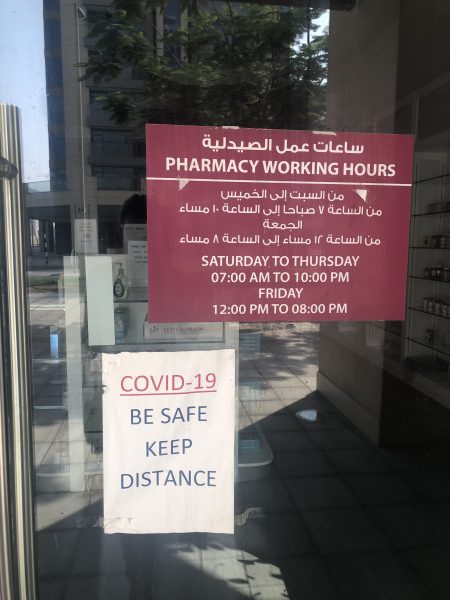 ساعات عمل الصيدلية
PHARMACY WORKING HOURS
من السبت إلى الخميس
من الساعة ٧ صباحا إلى الساعة ١٠ مساء
الجمعة
من الساعة ١٢ مساء إلى الساعة ٨ مساء
SATURDAY TO THURSDAY
07:00 AM TO 10:00 PM
FRIDAY
12:00 PM TO 08:00 PM
COVID-19
BE SAFE
KEEP
DISTANCE